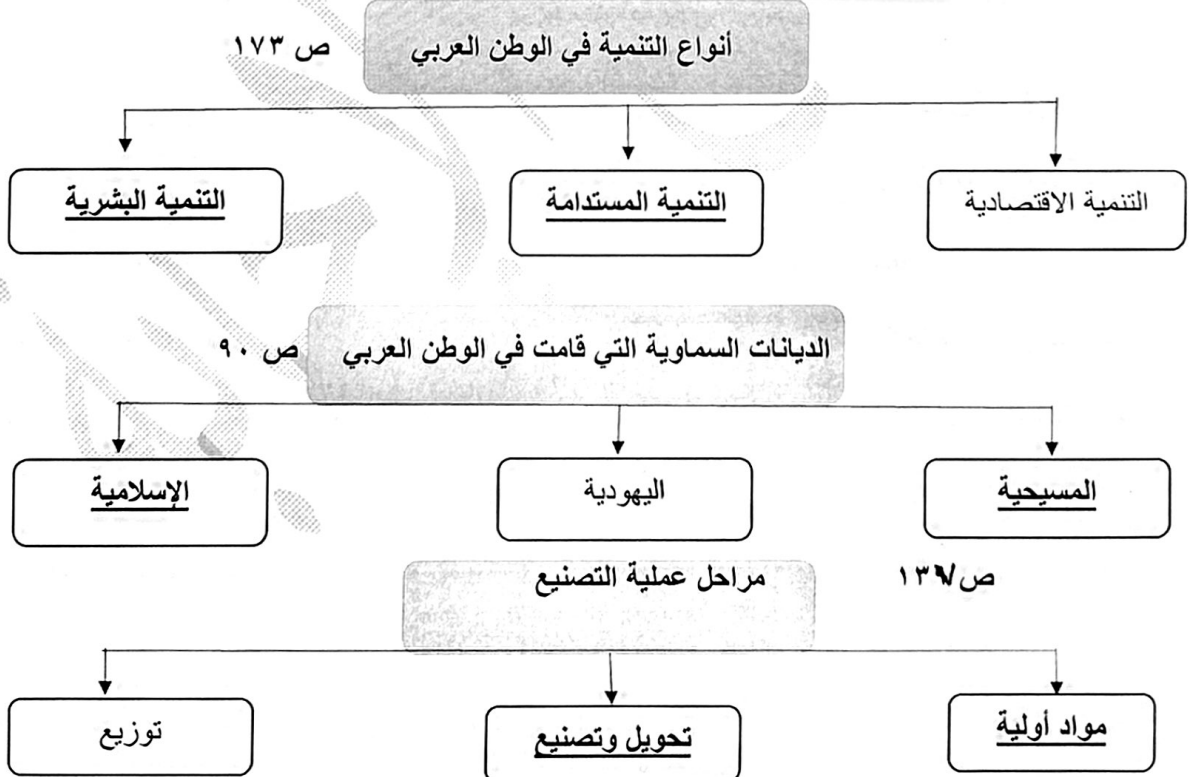 أنواع التنمية في الوطن العربي ص ١٧٣
التنمية الاقتصادية
التنمية المستدامة
التنمية البشرية
الديانات السماوية التي قامت في الوطن العربي ص ٩٠
المسيحية
اليهودية
الإسلامية
مراحل عملية التصنيع
مواد أولية
تحويل وتصنيع
توزيع